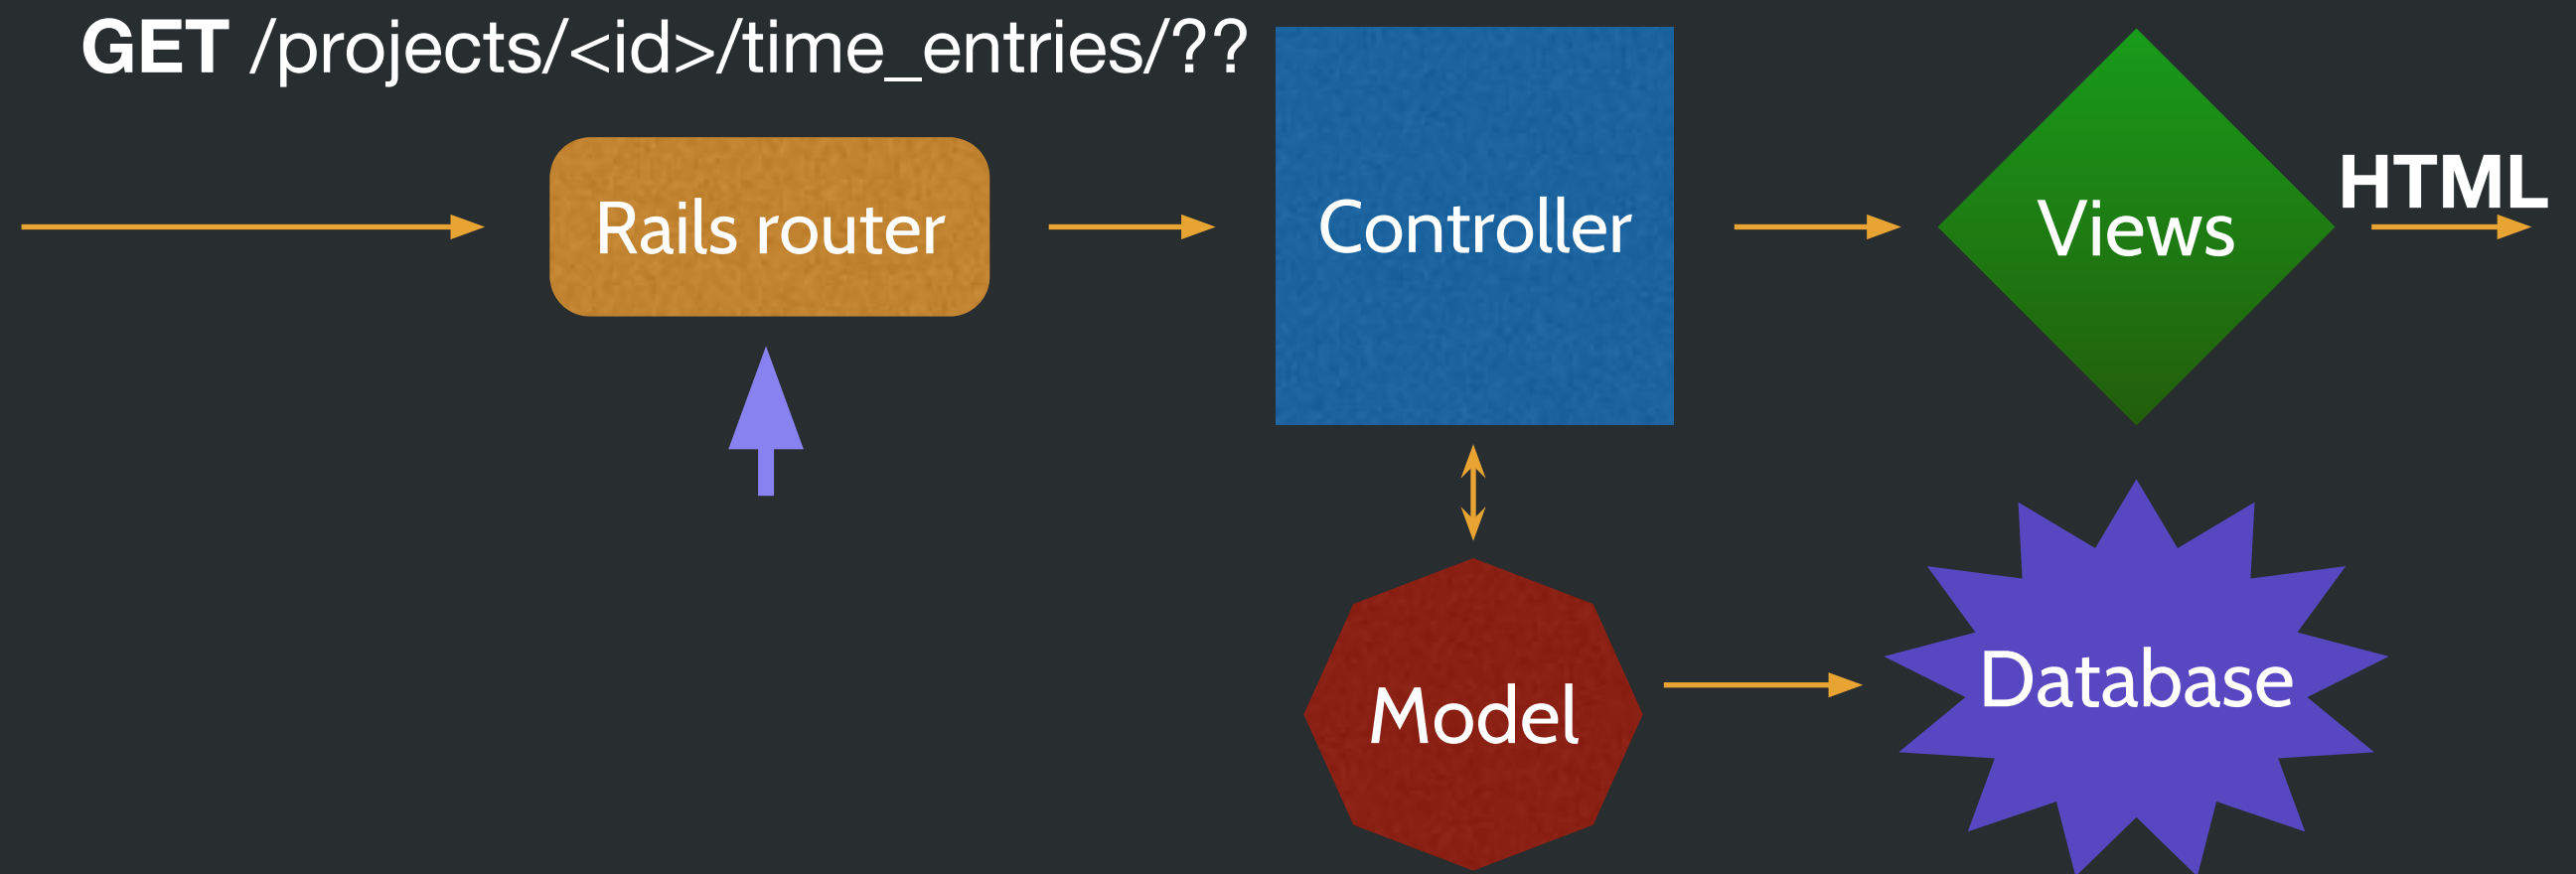 GET /projects/<id>/time_entries/??
HTML
Rails router
Controller
Views
Model
Database